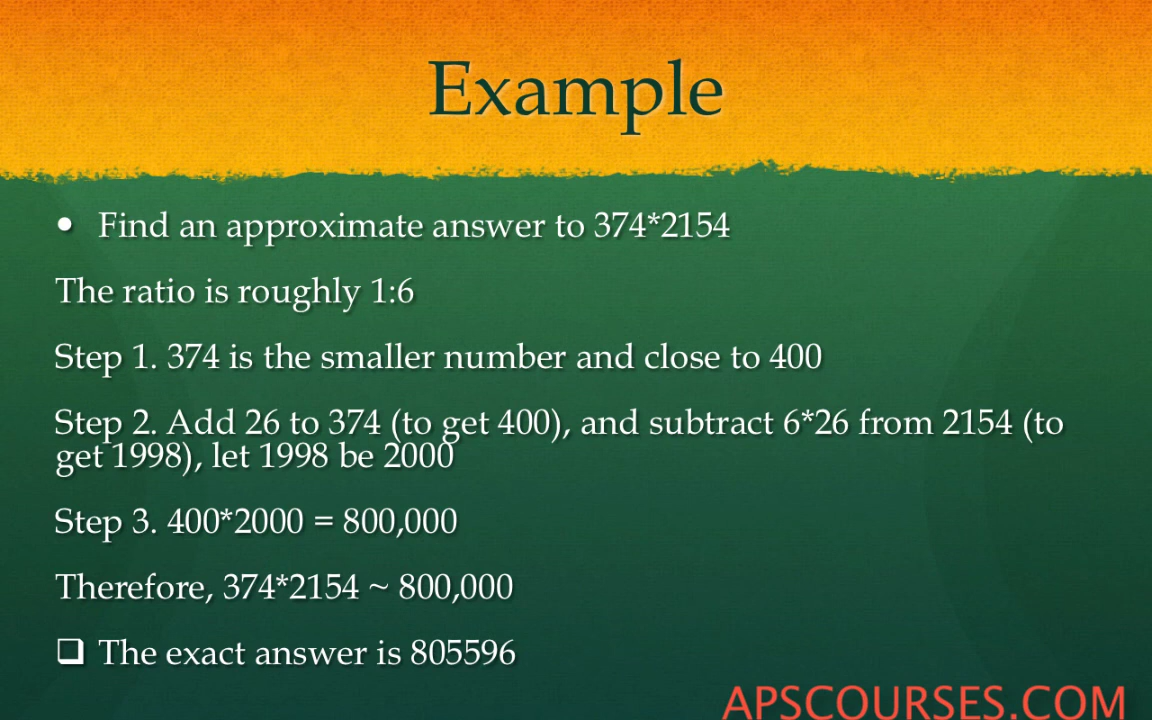 Example
• Find an approximate answer to 374*2154
The ratio is roughly 1:6
Step 1. 374 is the smaller number and close to 400
Step 2. Add 26 to 374 (to get 400), and subtract 6*26 from 2154 (to
get 1998), let 1998 be 2000
Step 3. 400*2000 = 800,000
Therefore, 374*2154 ~ 800,000
❑ The exact answer is 805596
APSCOURSES.COM